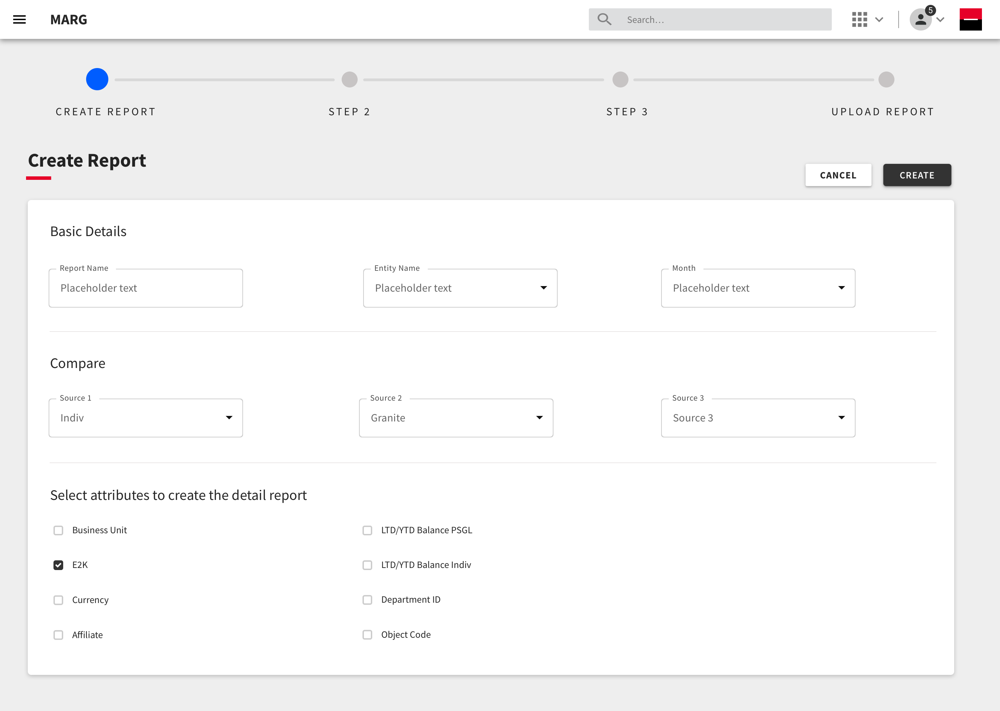 MARG
Search...
5
CREATE REPORT
STEP 2
STEP 3
UPLOAD REPORT
Create Report
CANCEL
CREATE
Basic Details
Report Name
Entity Name
Month
Placeholder text
Placeholder text
Placeholder text
Compare
Source 1
Source 2
Source 3
Indiv
Granite
Source 3
Select attributes to create the detail report
Business Unit
LTD/YTD Balance PSGL
E2K
LTD/YTD Balance Indiv
Currency
Department ID
Affiliate
Object Code